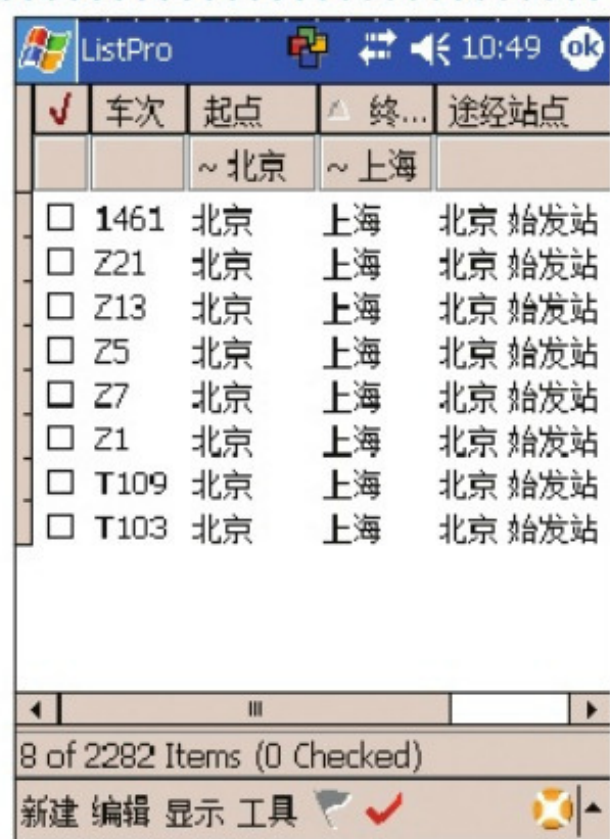 ListPro 10:49 ok
车次 起点 终... 途经站点
~北京 ~上海
1461 北京 上海 北京 始发站
Z21 北京 上海 北京 始发站
Z13 北京 上海 北京 始发站
Z5 北京 上海 北京 始发站
Z7 北京 上海 北京 始发站
Z1 北京 上海 北京 始发站
T109 北京 上海 北京 始发站
T103 北京 上海 北京 始发站
8 of 2282 Items (0 Checked)
新建 编辑 显示 工具